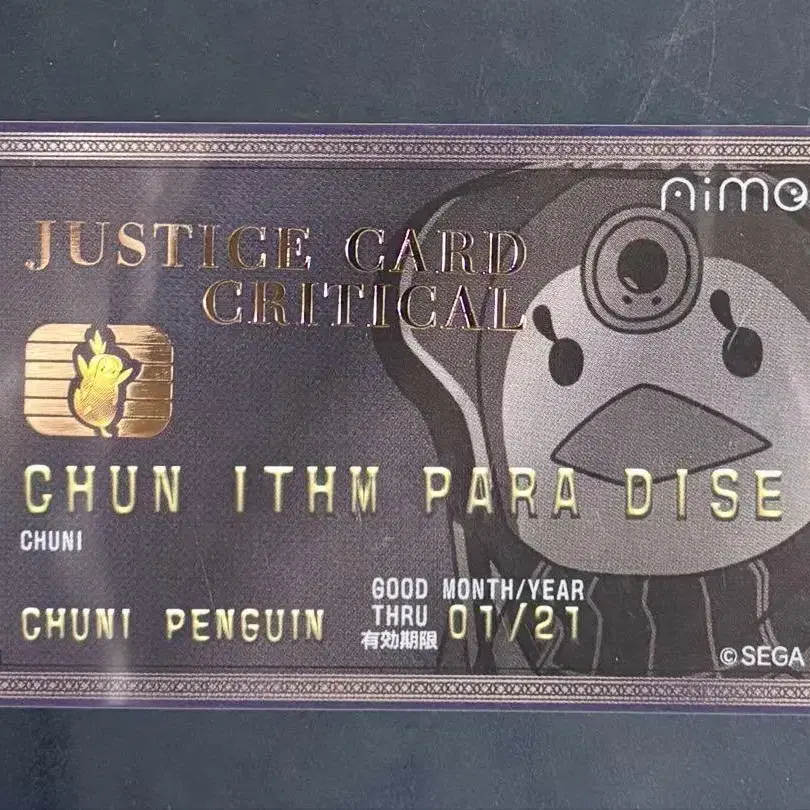 Aime
JUSTICE CARD
CRITICAL
CHUN ITHM PARA DISE
CHUNI
GOOD MONTH/YEAR
THRU 01/21
有効期限
CHUNI PENGUIN
©SEGA